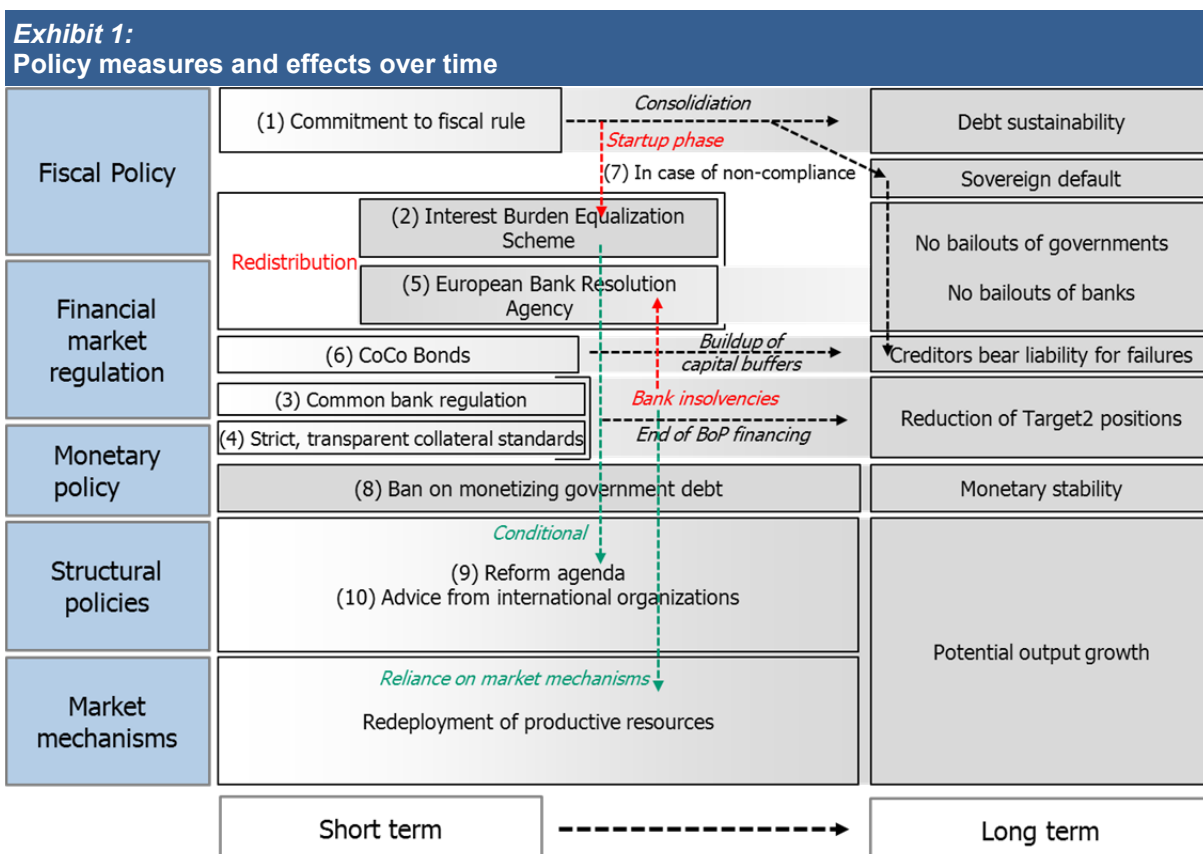 Exhibit 1:
Policy measures and effects over time
Fiscal Policy
(1) Commitment to fiscal rule
Consolidiation
Debt sustainability
Startup phase
(7) In case of non-compliance
Sovereign default
Redistribution
(2) Interest Burden Equalization
Scheme
No bailouts of governments
No bailouts of banks
Financial
market
regulation
(5) European Bank Resolution
Agency
(6) CoCo Bonds
Buildup of
capital buffers
Creditors bear liability for failures
(3) Common bank regulation
Bank insolvencies
(4) Strict, transparent collateral standards
End of BoP financing
Reduction of Target2 positions
Monetary
policy
(8) Ban on monetizing government debt
Monetary stability
Structural
policies
Conditional
(9) Reform agenda
(10) Advice from international organizations
Potential output growth
Market
mechanisms
Reliance on market mechanisms
Redeployment of productive resources
Short term
Long term